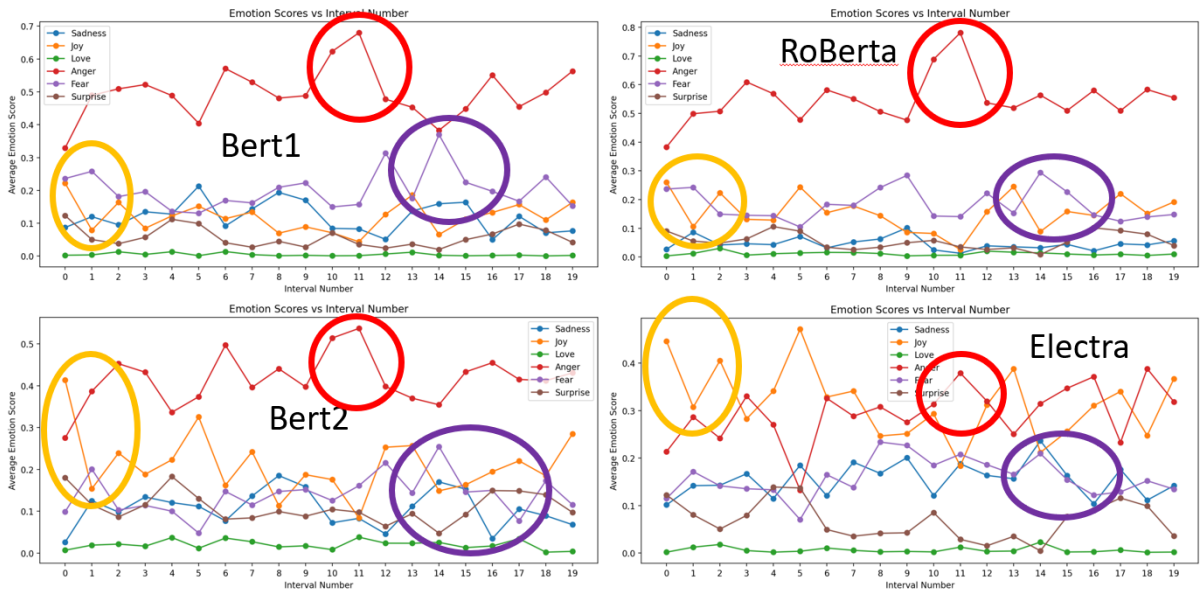 Emotion Scores vs Interval Number
0.7
0.6
0.5
0.4
0.3
0.2
0.1
0.0
Average Emotion Score
Sadness
Joy
Love
Anger
Fear
Surprise
Bert1
0 1 2 3 4 5 6 7 8 9 10 11 12 13 14 15 16 17 18 19
Interval Number
Emotion Scores vs Interval Number
0.8
0.7
0.6
0.5
0.4
0.3
0.2
0.1
0.0
Average Emotion Score
Sadness
Joy
Love
Anger
Fear
Surprise
RoBerta
0 1 2 3 4 5 6 7 8 9 10 11 12 13 14 15 16 17 18 19
Interval Number
Emotion Scores vs Interval Number
0.5
0.4
0.3
0.2
0.1
0.0
Average Emotion Score
Sadness
Joy
Love
Anger
Fear
Surprise
Bert2
0 1 2 3 4 5 6 7 8 9 10 11 12 13 14 15 16 17 18 19
Interval Number
Emotion Scores vs Interval Number
0.4
0.3
0.2
0.1
0.0
Average Emotion Score
Sadness
Joy
Love
Anger
Fear
Surprise
Electra
0 1 2 3 4 5 6 7 8 9 10 11 12 13 14 15 16 17 18 19
Interval Number